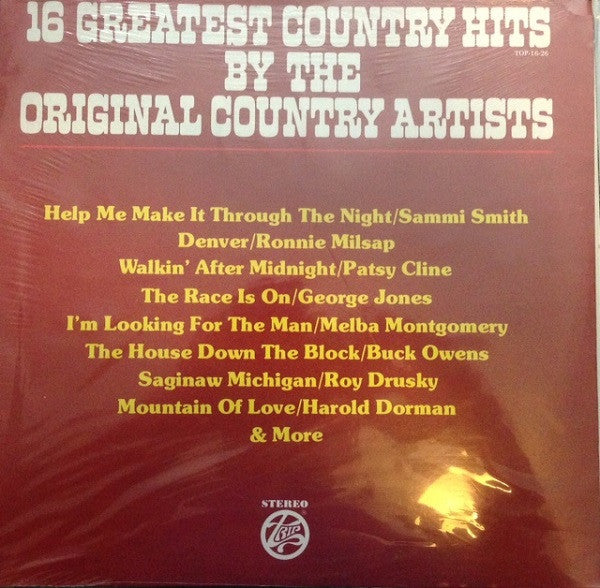 16 GREATEST COUNTRY HITS
TOP-16-26
BY THE
ORIGINAL COUNTRY ARTISTS
Help Me Make It Through The Night/Sammi Smith
Denver/Ronnie Milsap
Walkin' After Midnight/Patsy Cline
The Race Is On/George Jones
I'm Looking For The Man/Melba Montgomery
The House Down The Block/Buck Owens
Saginaw Michigan/Roy Drusky
Mountain Of Love/Harold Dorman
& More
STEREO
TRIP